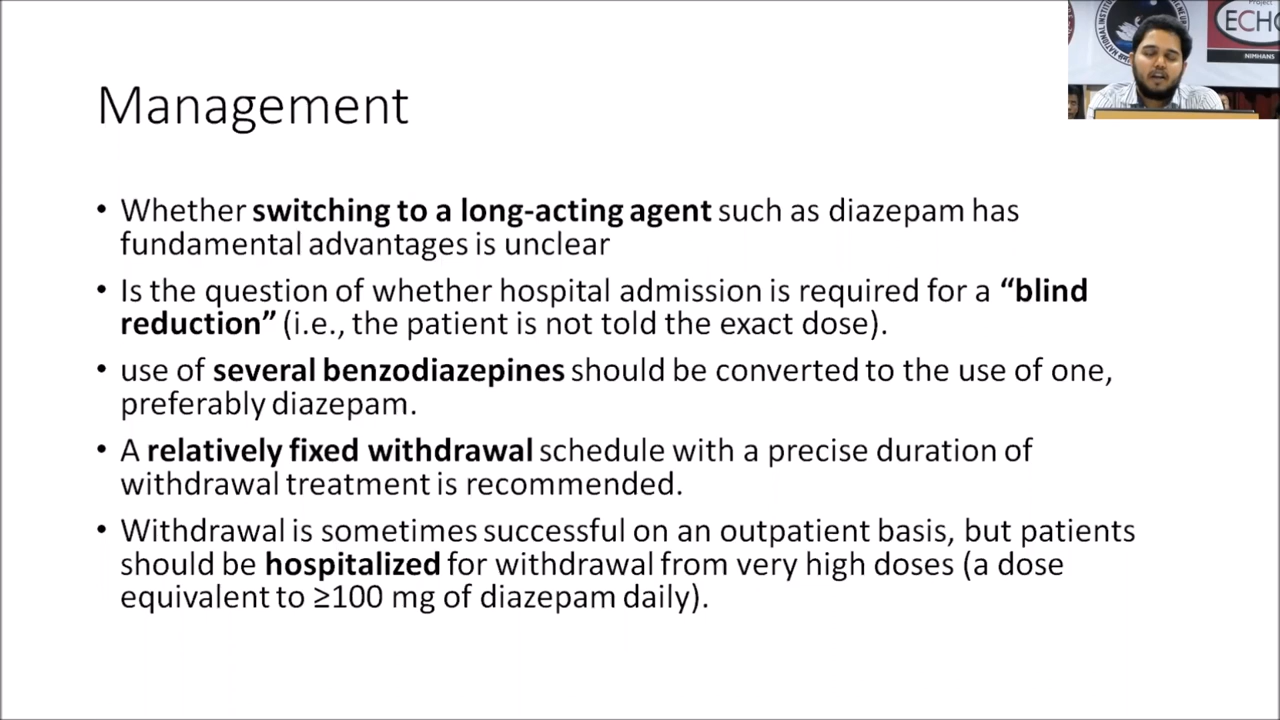 Management
• Whether switching to a long-acting agent such as diazepam has
fundamental advantages is unclear
• Is the question of whether hospital admission is required for a “blind
reduction” (i.e., the patient is not told the exact dose).
• use of several benzodiazepines should be converted to the use of one,
preferably diazepam.
• A relatively fixed withdrawal schedule with a precise duration of
withdrawal treatment is recommended.
• Withdrawal is sometimes successful on an outpatient basis, but patients
should be hospitalized for withdrawal from very high doses (a dose
equivalent to ≥100 mg of diazepam daily).
Project
ECHO
NIMHANS